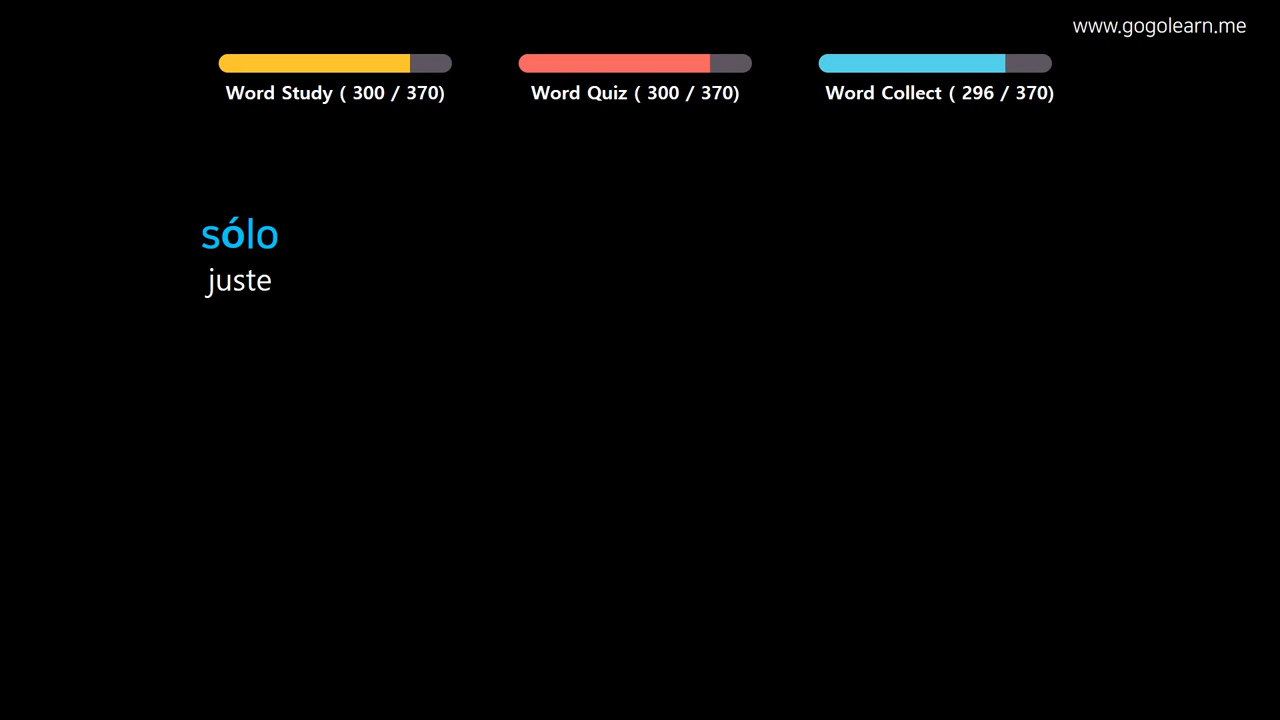 www.gogolearn.me
Word Study ( 300 / 370)
Word Quiz ( 300 / 370)
Word Collect ( 296 / 370)
sólo
juste